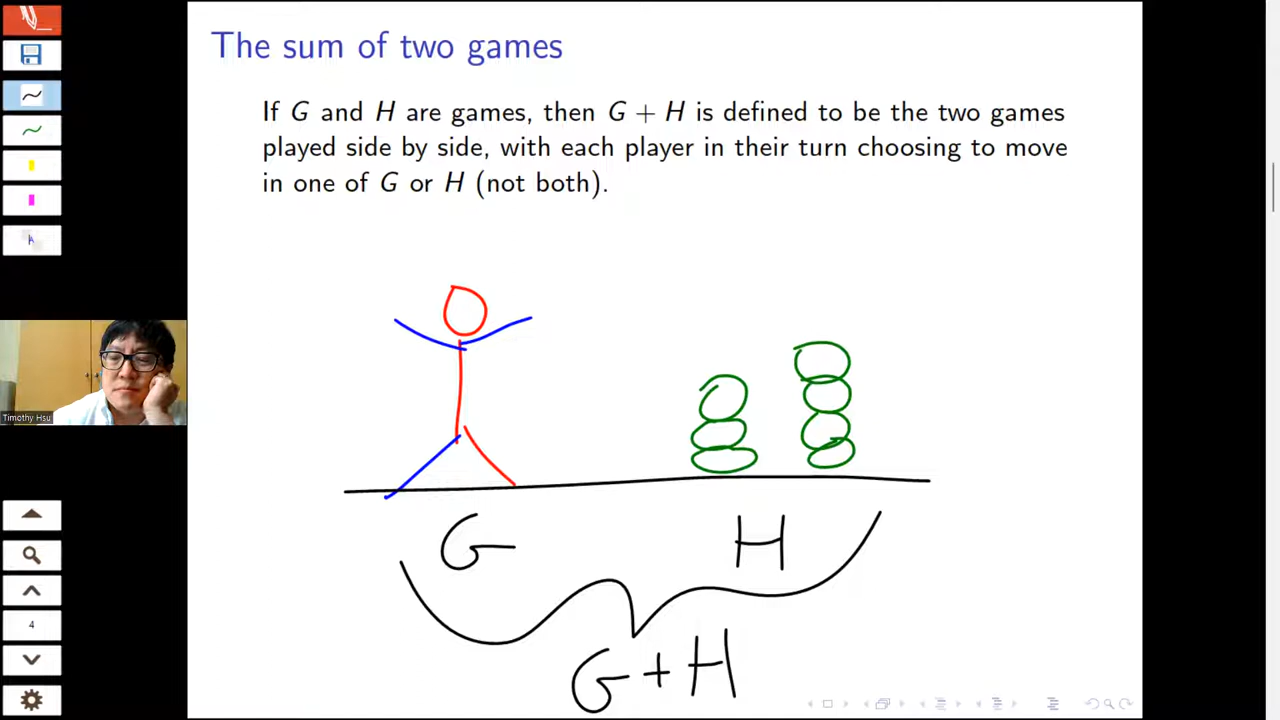 The sum of two games
If G and H are games, then G + H is defined to be the two games
played side by side, with each player in their turn choosing to move
in one of G or H (not both).
G H
G + H
Timothy Hsu
4